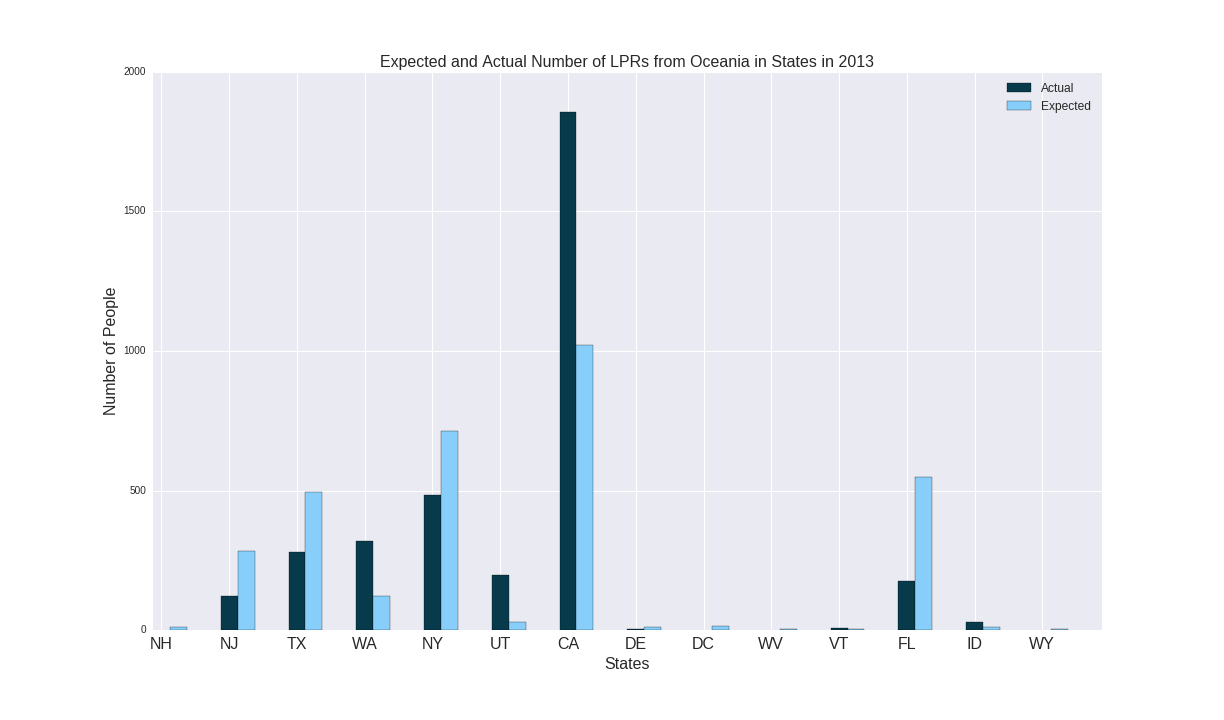 Expected and Actual Number of LPRs from Oceania in States in 2013
Actual
Expected
2000
1500
1000
500
0
Number of People
NH NJ TX WA NY UT CA DE DC WV VT FL ID WY
States